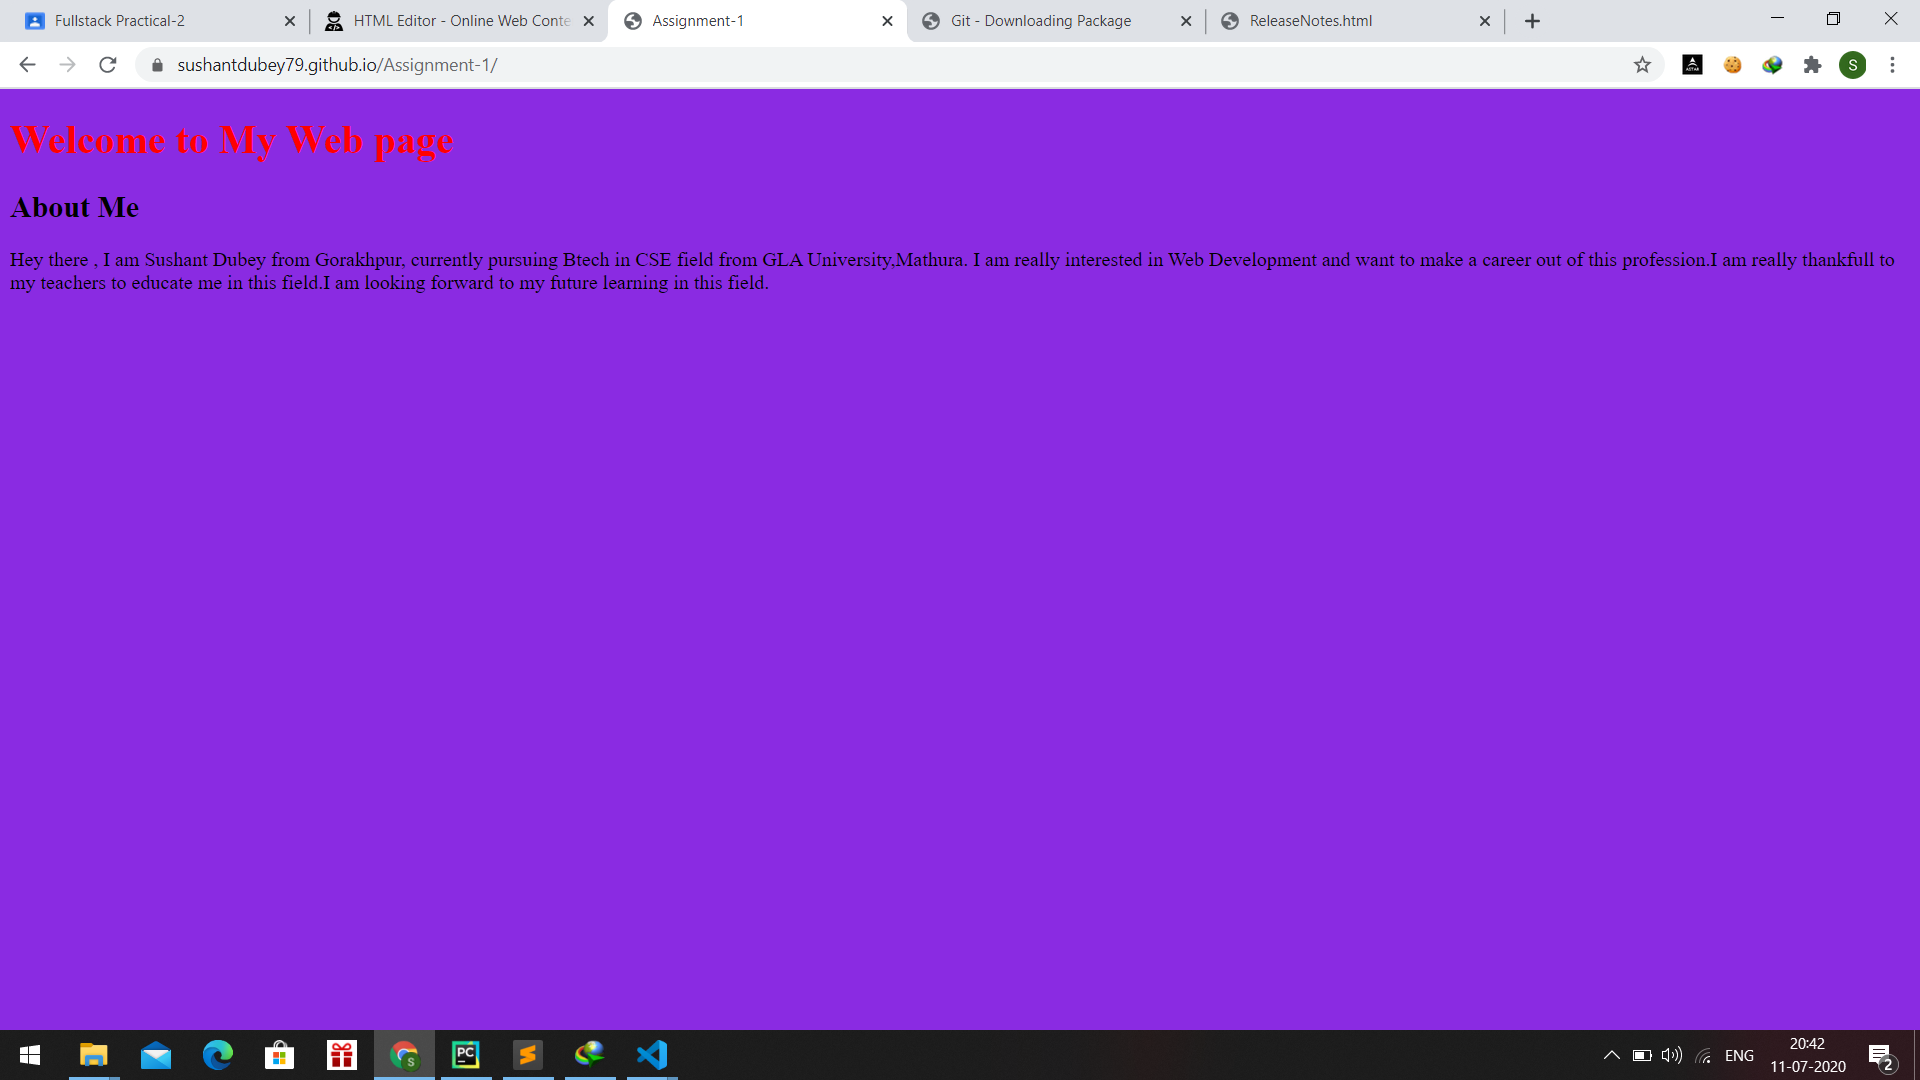 Fullstack Practical-2
HTML Editor - Online Web Conte
Assignment-1
Git - Downloading Package
ReleaseNotes.html
sushantdubey79.github.io/Assignment-1/
S
Welcome to My Web page
About Me
Hey there , I am Sushant Dubey from Gorakhpur, currently pursuing Btech in CSE field from GLA University,Mathura. I am really interested in Web Development and want to make a career out of this profession.I am really thankfull to
my teachers to educate me in this field.I am looking forward to my future learning in this field.
S
PC
ENG
20:42
11-07-2020
2